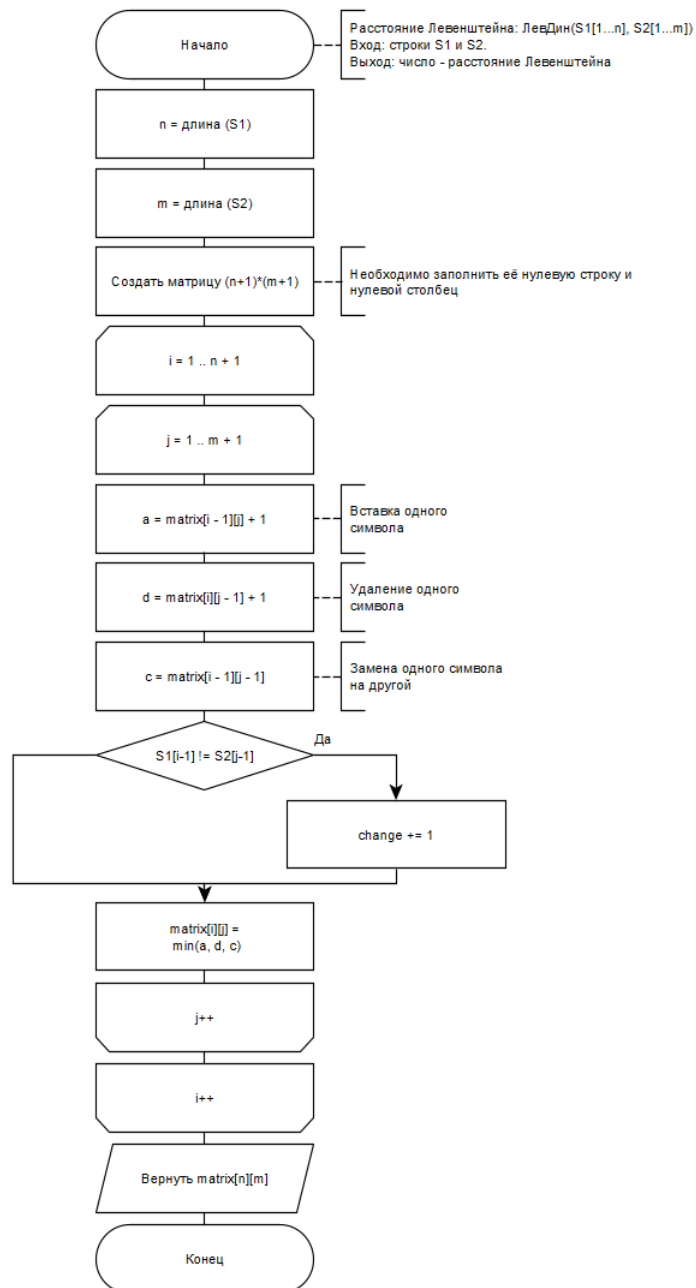 Начало
Расстояние Левенштейна: ЛевДин(S1[1...n], S2[1...m])
Вход: строки S1 и S2.
Выход: число - расстояние Левенштейна
n = длина (S1)
m = длина (S2)
Создать матрицу (n+1)*(m+1)
Необходимо заполнить её нулевую строку и
нулевой столбец
i = 1 .. n + 1
j = 1 .. m + 1
a = matrix[i - 1][j] + 1
Вставка одного
символа
d = matrix[i][j - 1] + 1
Удаление одного
символа
c = matrix[i - 1][j - 1]
Замена одного символа
на другой
S1[i-1] != S2[j-1]
Да
change += 1
matrix[i][j] =
min(a, d, c)
j++
i++
Вернуть matrix[n][m]
Конец